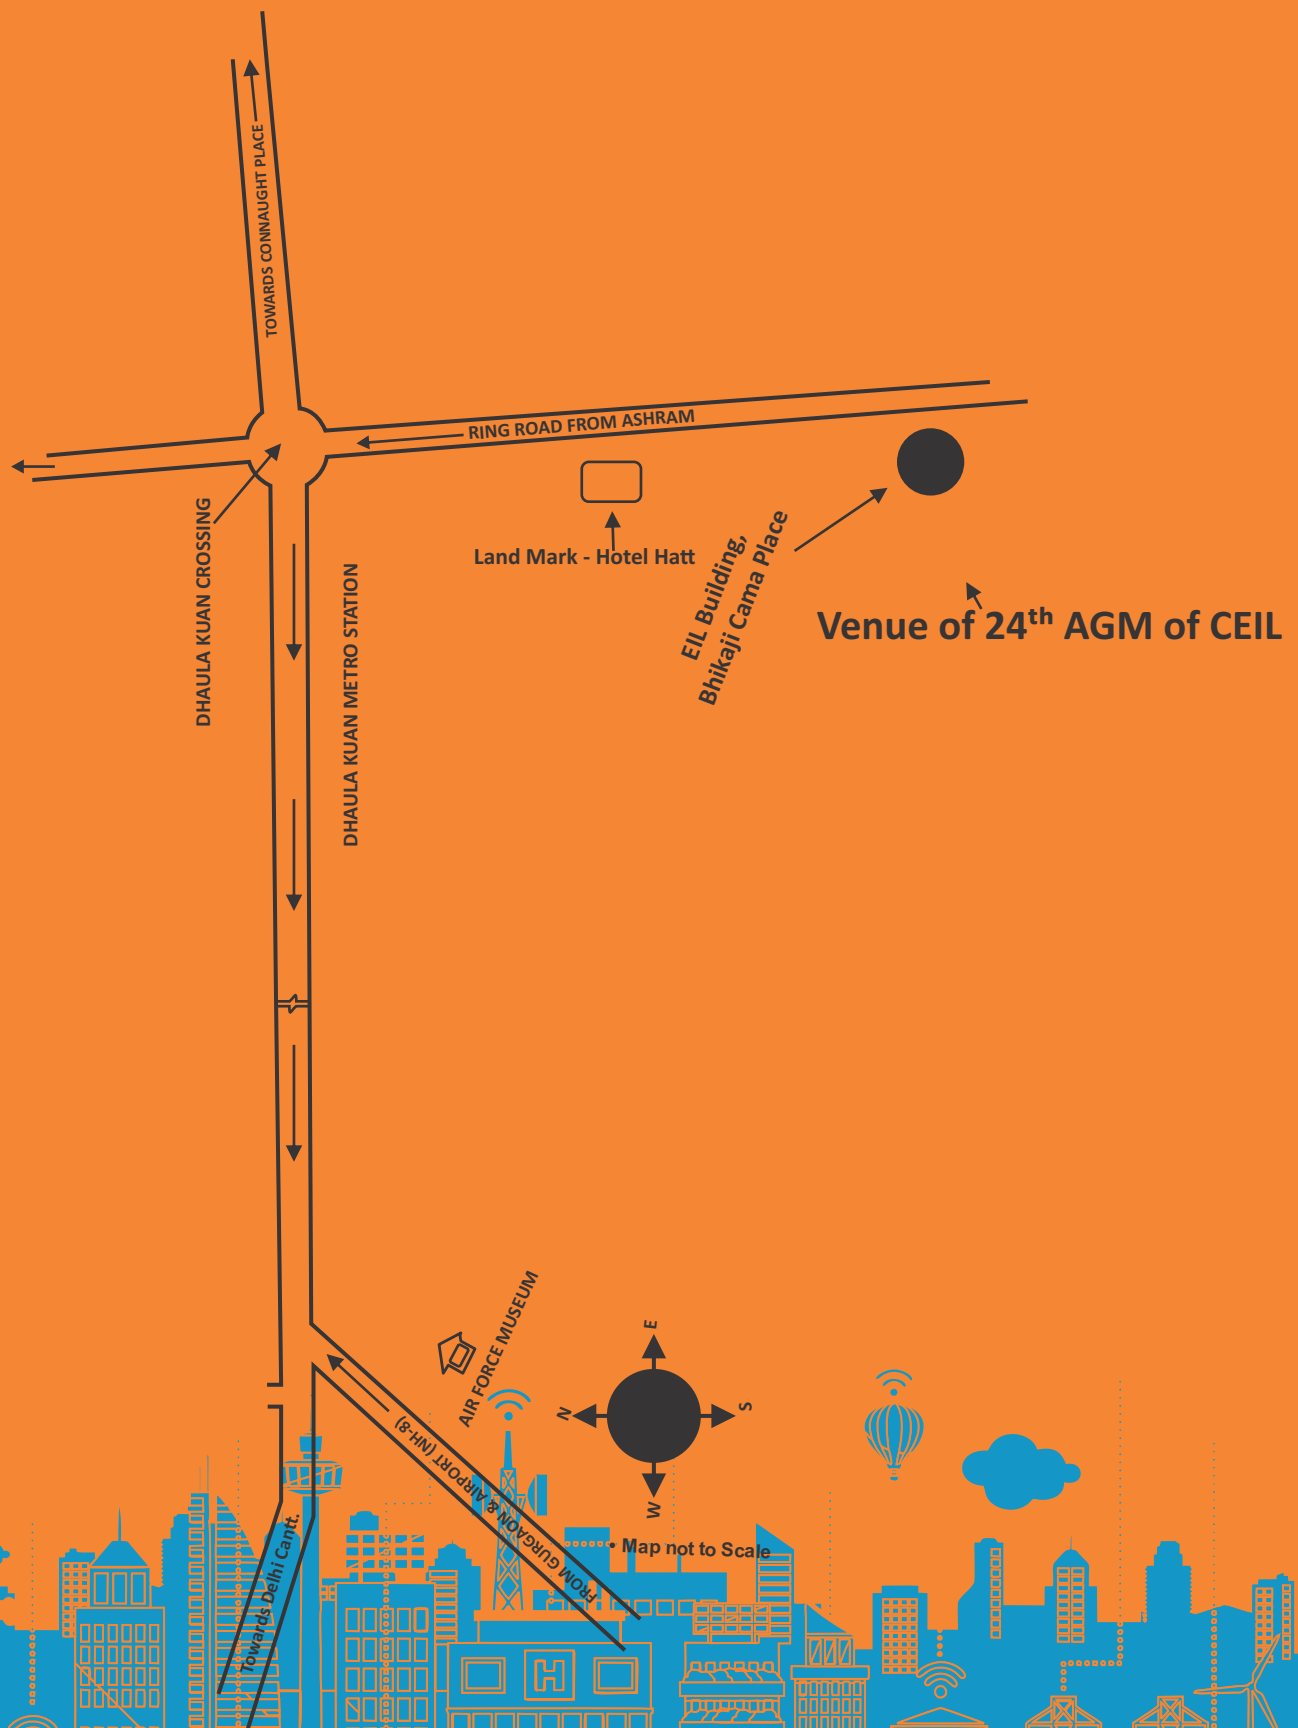 TOWARDS CONNAUGHT PLACE
RING ROAD FROM ASHRAM
DHAULA KUAN CROSSING
DHAULA KUAN METRO STATION
Land Mark - Hotel Hatt
EIL Building,
Bhikaji Cama Place
Venue of 24th AGM of CEIL
AIR FORCE MUSEUM
FROM GURGAON & AIRPORT (NH-8)
E
N
S
W
• Map not to Scale
Towards Delhi Cantt.
H